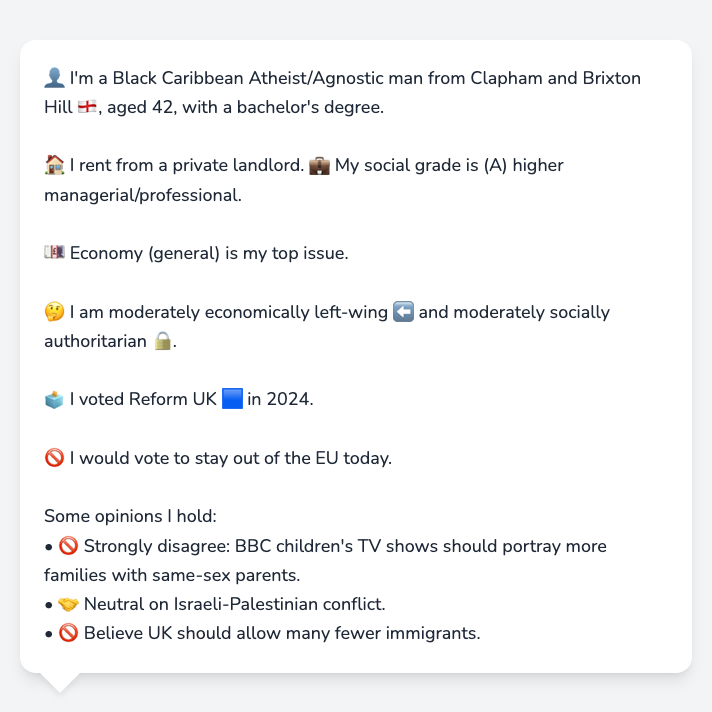 👤 I'm a Black Caribbean Atheist/Agnostic man from Clapham and Brixton
Hill 🏴󠁧󠁢󠁥󠁮󠁧󠁿, aged 42, with a bachelor's degree.
🏠 I rent from a private landlord. 💼 My social grade is (A) higher
managerial/professional.
💷 Economy (general) is my top issue.
🤔 I am moderately economically left-wing ⬅️ and moderately socially
authoritarian 🔒.
🗳️ I voted Reform UK 🟦 in 2024.
🚫 I would vote to stay out of the EU today.
Some opinions I hold:
• 🚫 Strongly disagree: BBC children's TV shows should portray more
families with same-sex parents.
• 🤝 Neutral on Israeli-Palestinian conflict.
• 🚫 Believe UK should allow many fewer immigrants.